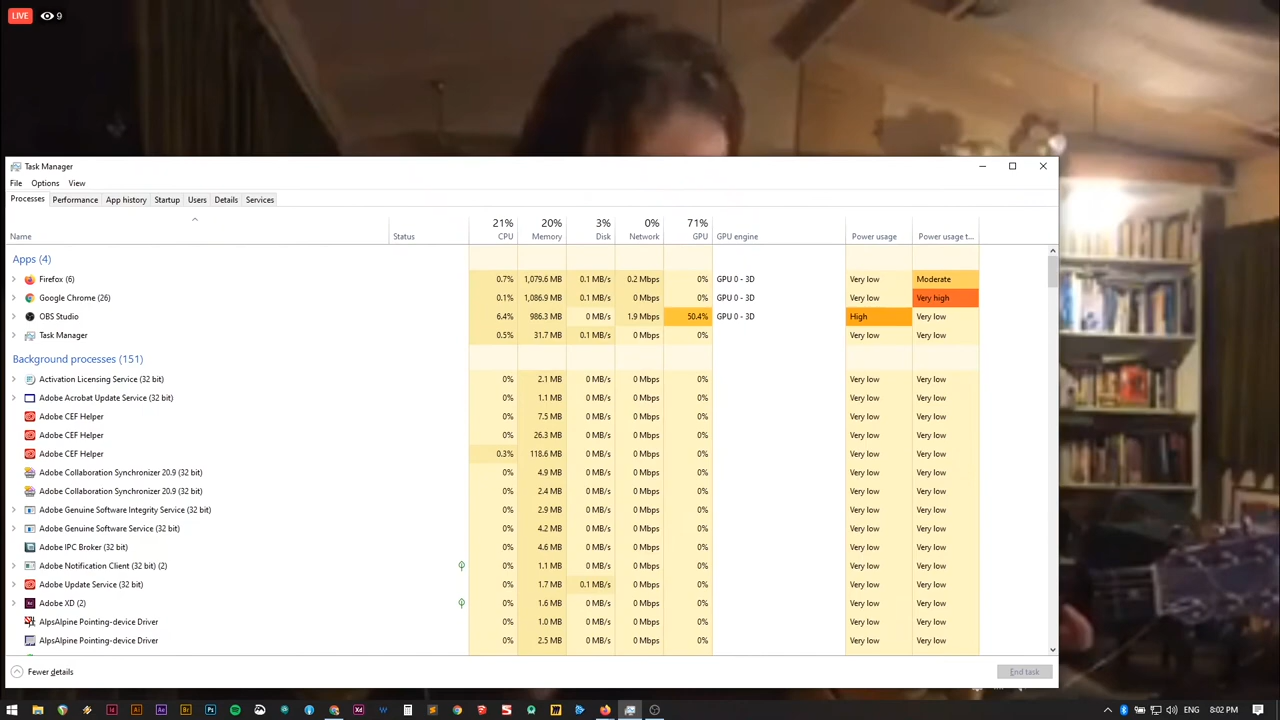 LIVE 9
Task Manager
File Options View
Processes Performance App history Startup Users Details Services
21% 20% 3% 0% 71%
Name Status CPU Memory Disk Network GPU GPU engine Power usage Power usage t...
Apps (4)
Firefox (6) 0.7% 1,079.6 MB 0.1 MB/s 0.2 Mbps 0% GPU 0 - 3D Very low Moderate
Google Chrome (26) 0.1% 1,086.9 MB 0.1 MB/s 0 Mbps 0% GPU 0 - 3D Very low Very high
OBS Studio 6.4% 986.3 MB 0 MB/s 1.9 Mbps 50.4% GPU 0 - 3D High Very low
Task Manager 0.5% 31.7 MB 0.1 MB/s 0 Mbps 0% Very low Very low
Background processes (151)
Activation Licensing Service (32 bit) 0% 2.1 MB 0 MB/s 0 Mbps 0% Very low Very low
Adobe Acrobat Update Service (32 bit) 0% 1.1 MB 0 MB/s 0 Mbps 0% Very low Very low
Adobe CEF Helper 0% 7.5 MB 0 MB/s 0 Mbps 0% Very low Very low
Adobe CEF Helper 0% 26.3 MB 0 MB/s 0 Mbps 0% Very low Very low
Adobe CEF Helper 0.3% 118.6 MB 0 MB/s 0 Mbps 0% Very low Very low
Adobe Collaboration Synchronizer 20.9 (32 bit) 0% 4.9 MB 0 MB/s 0 Mbps 0% Very low Very low
Adobe Collaboration Synchronizer 20.9 (32 bit) 0% 2.4 MB 0 MB/s 0 Mbps 0% Very low Very low
Adobe Genuine Software Integrity Service (32 bit) 0% 2.9 MB 0 MB/s 0 Mbps 0% Very low Very low
Adobe Genuine Software Service (32 bit) 0% 4.2 MB 0 MB/s 0 Mbps 0% Very low Very low
Adobe IPC Broker (32 bit) 0% 4.6 MB 0 MB/s 0 Mbps 0% Very low Very low
Adobe Notification Client (32 bit) (2) 0% 1.1 MB 0 MB/s 0 Mbps 0% Very low Very low
Adobe Update Service (32 bit) 0% 1.7 MB 0.1 MB/s 0 Mbps 0% Very low Very low
Adobe XD (2) 0% 1.6 MB 0 MB/s 0 Mbps 0% Very low Very low
AlpsAlpine Pointing-device Driver 0% 1.0 MB 0 MB/s 0 Mbps 0% Very low Very low
AlpsAlpine Pointing-device Driver 0% 2.5 MB 0 MB/s 0 Mbps 0% Very low Very low
Fewer details End task
Id Ai Ae Br Ps Xd W S ENG 8:02 PM